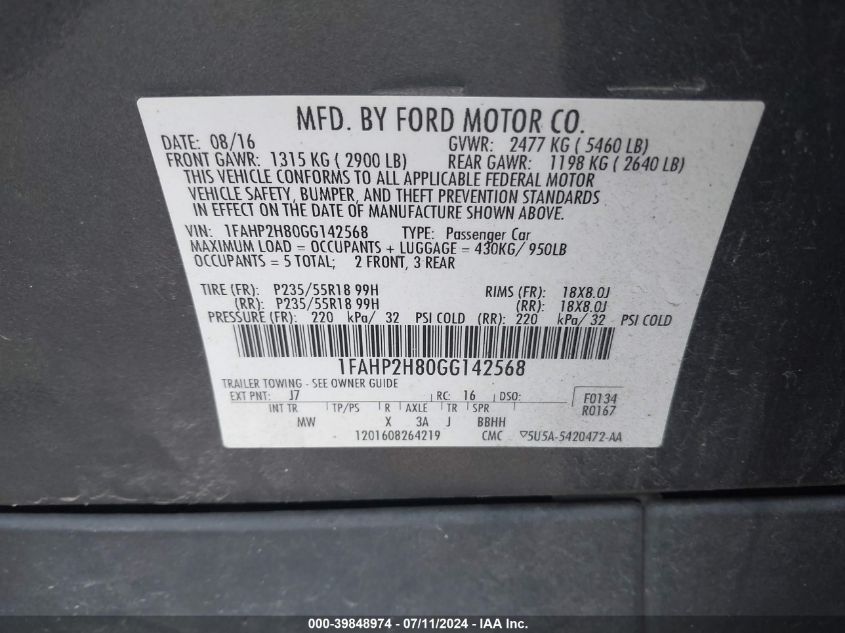 MFD. BY FORD MOTOR CO.
DATE: 08/16 GVWR: 2477 KG ( 5460 LB)
FRONT GAWR: 1315 KG ( 2900 LB) REAR GAWR: 1198 KG ( 2640 LB)
THIS VEHICLE CONFORMS TO ALL APPLICABLE FEDERAL MOTOR
VEHICLE SAFETY, BUMPER, AND THEFT PREVENTION STANDARDS
IN EFFECT ON THE DATE OF MANUFACTURE SHOWN ABOVE.
VIN: 1FAHP2H80GG142568 TYPE: Passenger Car
MAXIMUM LOAD = OCCUPANTS + LUGGAGE = 430KG/ 950LB
OCCUPANTS = 5 TOTAL; 2 FRONT, 3 REAR
TIRE (FR): P235/55R18 99H RIMS (FR): 18X8.0J
(RR): P235/55R18 99H (RR): 18X8.0J
PRESSURE (FR): 220 kPa/ 32 PSI COLD (RR): 220 kPa/ 32 PSI COLD
1FAHP2H80GG142568
TRAILER TOWING - SEE OWNER GUIDE
EXT PNT: J7 RC: 16 DSO: F0134
INT TR TP/PS R AXLE TR SPR R0167
MW X 3A J BBHH
1201608264219 CMC ▽5U5A-5420472-AA
000-39848974 - 07/11/2024 - IAA Inc.